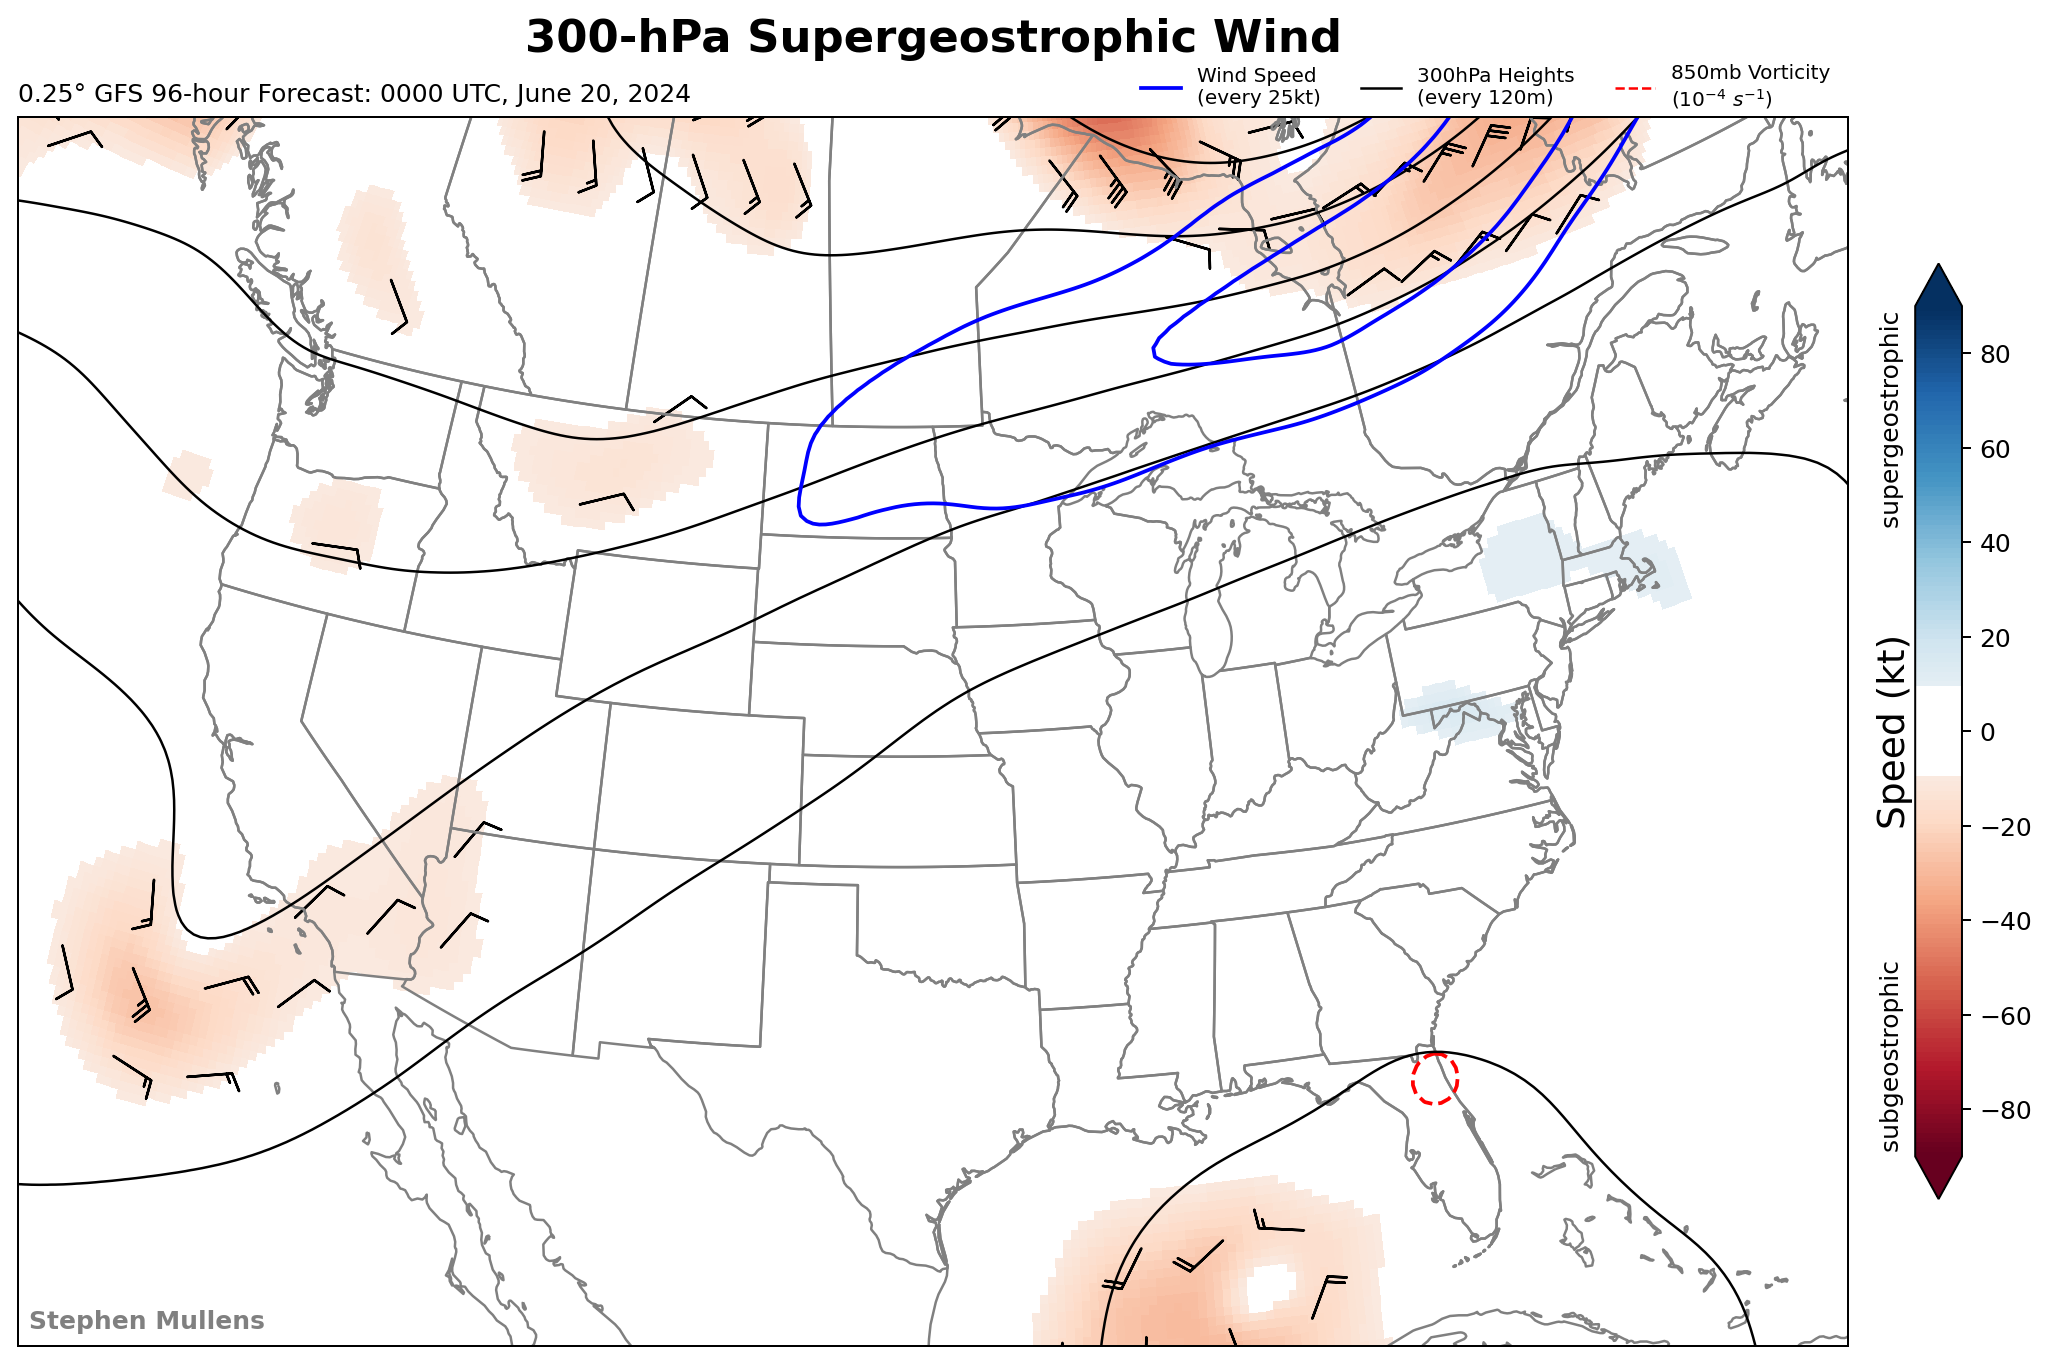 300-hPa Supergeostrophic Wind
0.25° GFS 96-hour Forecast: 0000 UTC, June 20, 2024
Wind Speed
(every 25kt)
300hPa Heights
(every 120m)
850mb Vorticity
(10⁻⁴ s⁻¹)
supergeostrophic
Speed (kt)
subgeostrophic
80
60
40
20
0
−20
−40
−60
−80
Stephen Mullens